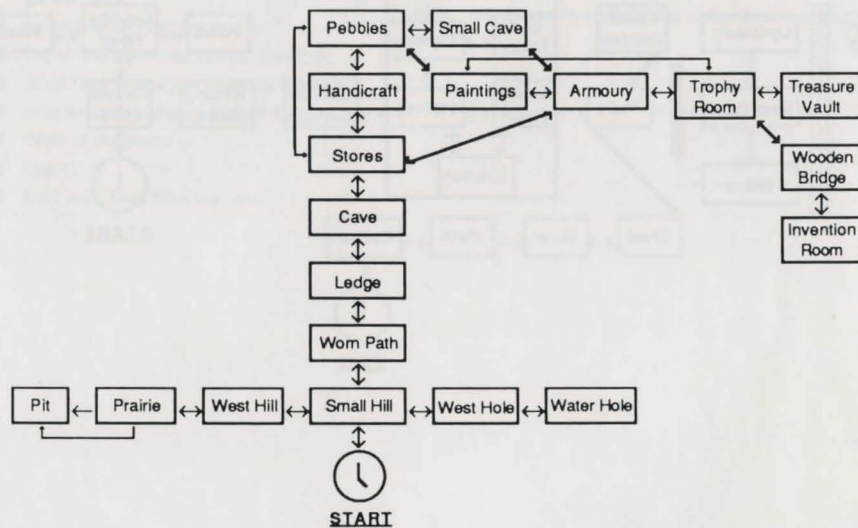 Pebbles
Small Cave
Handicraft
Paintings
Armoury
Trophy
Room
Treasure
Vault
Stores
Wooden
Bridge
Cave
Invention
Room
Ledge
Worn Path
Pit
Prairie
West Hill
Small Hill
West Hole
Water Hole
START